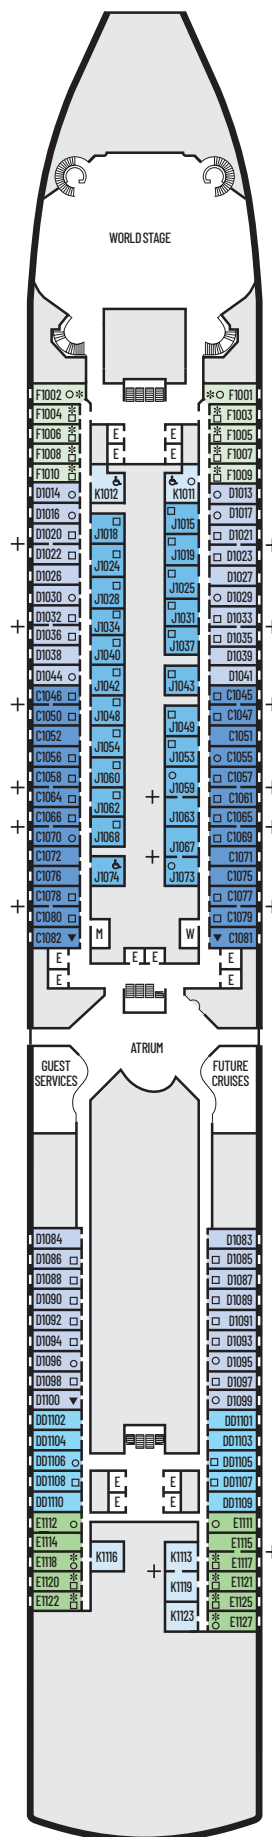 WORLD STAGE
E E
E E
F1002 F1001
F1004 F1003
F1006 F1005
F1008 F1007
F1010 F1009
K1012 K1011
D1014 D1013
D1016 J1015 D1017
D1020 J1018 D1021
D1022 J1019 D1023
J1024
D1026 J1025 D1027
D1030 J1028 D1029
D1032 J1031 D1033
D1036 J1034 D1035
J1037
D1038 J1040 D1039
D1044 J1042 J1043 D1041
C1046 C1045
C1050 J1048 C1047
J1049
C1052 J1054 C1051
C1056 J1053 C1055
C1058 J1060 J1059 C1057
C1064 J1062 C1061
C1066 J1063 C1065
C1070 J1068 C1069
C1072 J1067 C1071
C1076 J1074 J1073 C1075
C1078 C1077
C1080 C1079
C1082 M W C1081
E E E E
E E
ATRIUM
GUEST
SERVICES
FUTURE
CRUISES
D1084 D1083
D1086 D1085
D1088 D1087
D1090 D1089
D1092 D1091
D1094 D1093
D1096 D1095
D1098 D1097
D1100 D1099
DD1102 DD1101
DD1104 DD1103
DD1106 DD1105
DD1108 E E DD1107
DD1110 E E DD1109
E1112 E1111
E1114 E1115
E1118 K1116 K1113 E1117
E1120 K1119 E1121
E1122 E1125
K1123 E1127